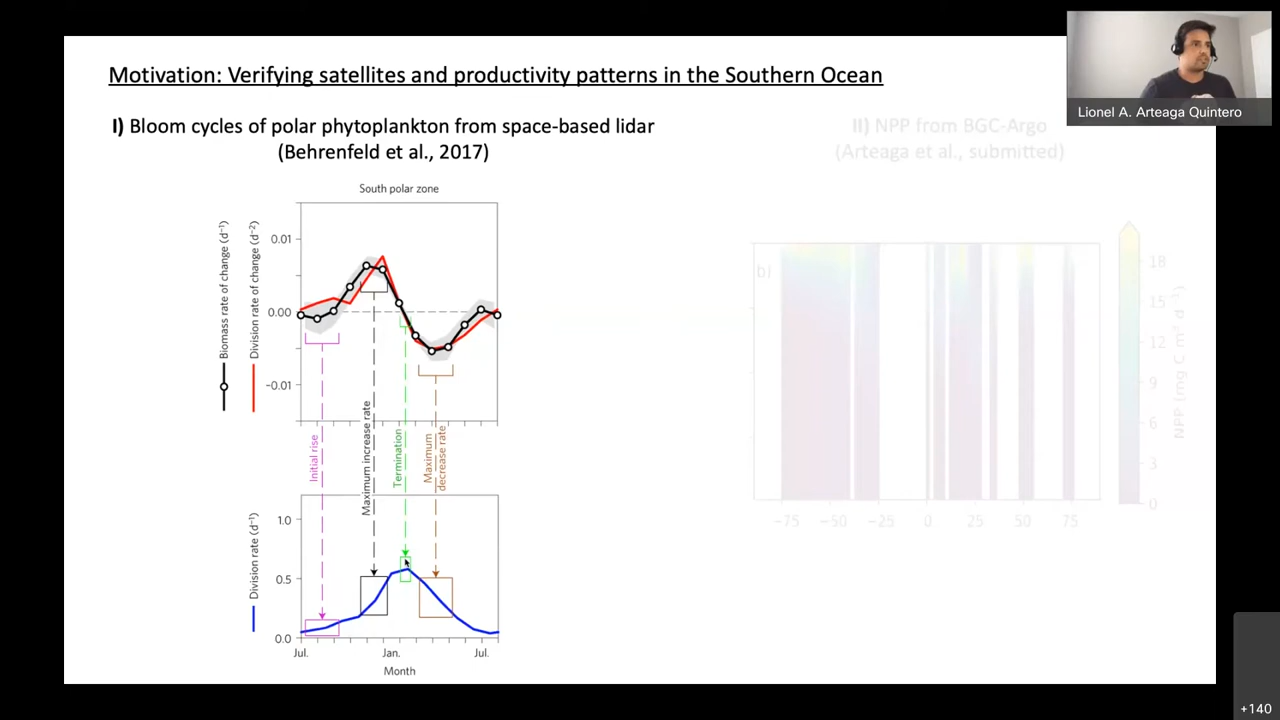 Motivation: Verifying satellites and productivity patterns in the Southern Ocean
Lionel A. Arteaga Quintero
I) Bloom cycles of polar phytoplankton from space-based lidar
(Behrenfeld et al., 2017)
II) NPP from BGC-Argo
(Arteaga et al., submitted)
South polar zone
Biomass rate of change (d⁻¹)
Division rate of change (d⁻²)
0.01
0.00
−0.01
Initial rise
Maximum increase rate
Termination
Maximum
decrease rate
Division rate (d⁻¹)
1.0
0.5
0.0
Jul.
Jan.
Jul.
Month
b)
−75
−50
−25
0
25
50
75
18
15
12
9
6
3
0
NPP (mg C m³ d⁻¹)
+140